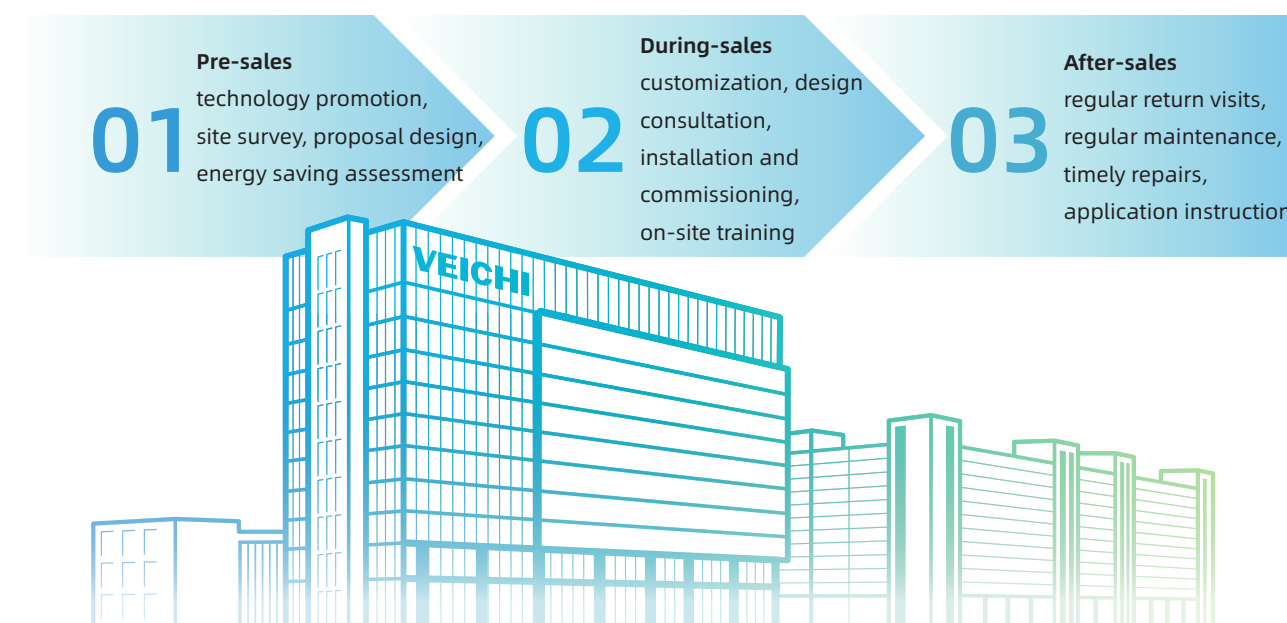 01
Pre-sales
technology promotion,
site survey, proposal design,
energy saving assessment
02
During-sales
customization, design
consultation,
installation and
commissioning,
on-site training
03
After-sales
regular return visits,
regular maintenance,
timely repairs,
application instruction
VEICHI